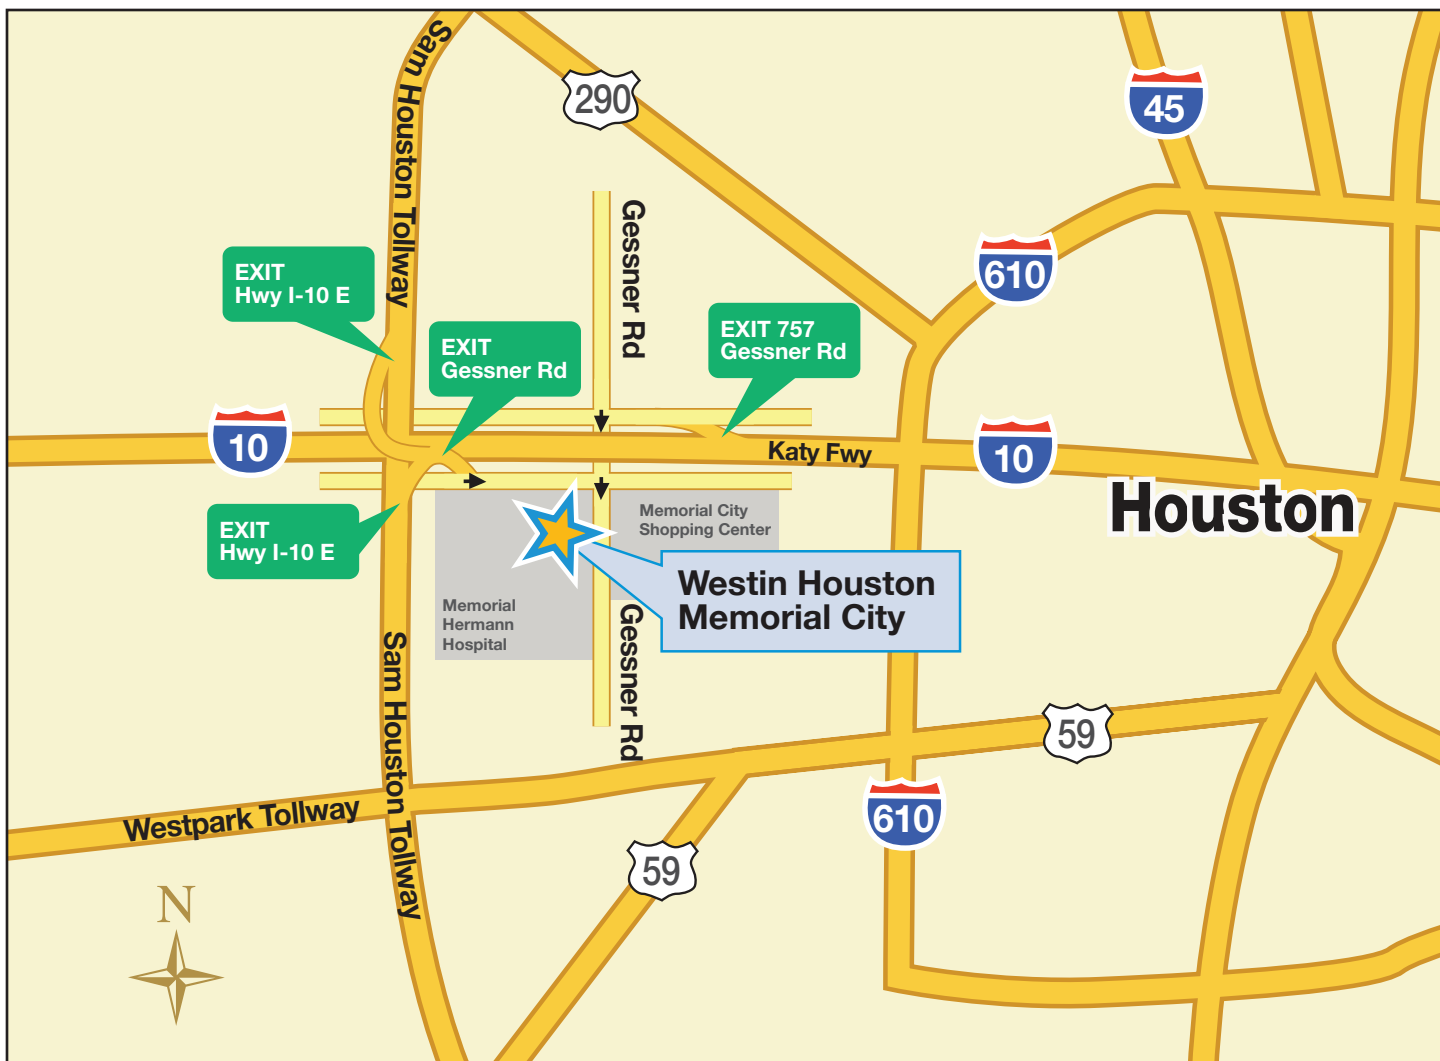 Sam Houston Tollway
290
45
Gessner Rd
EXIT
Hwy I-10 E
610
EXIT
Gessner Rd
EXIT 757
Gessner Rd
10
Katy Fwy
10
Houston
Memorial City
Shopping Center
EXIT
Hwy I-10 E
Westin Houston
Memorial City
Memorial
Hermann
Hospital
Gessner Rd
Sam Houston Tollway
59
Westpark Tollway
610
59
N